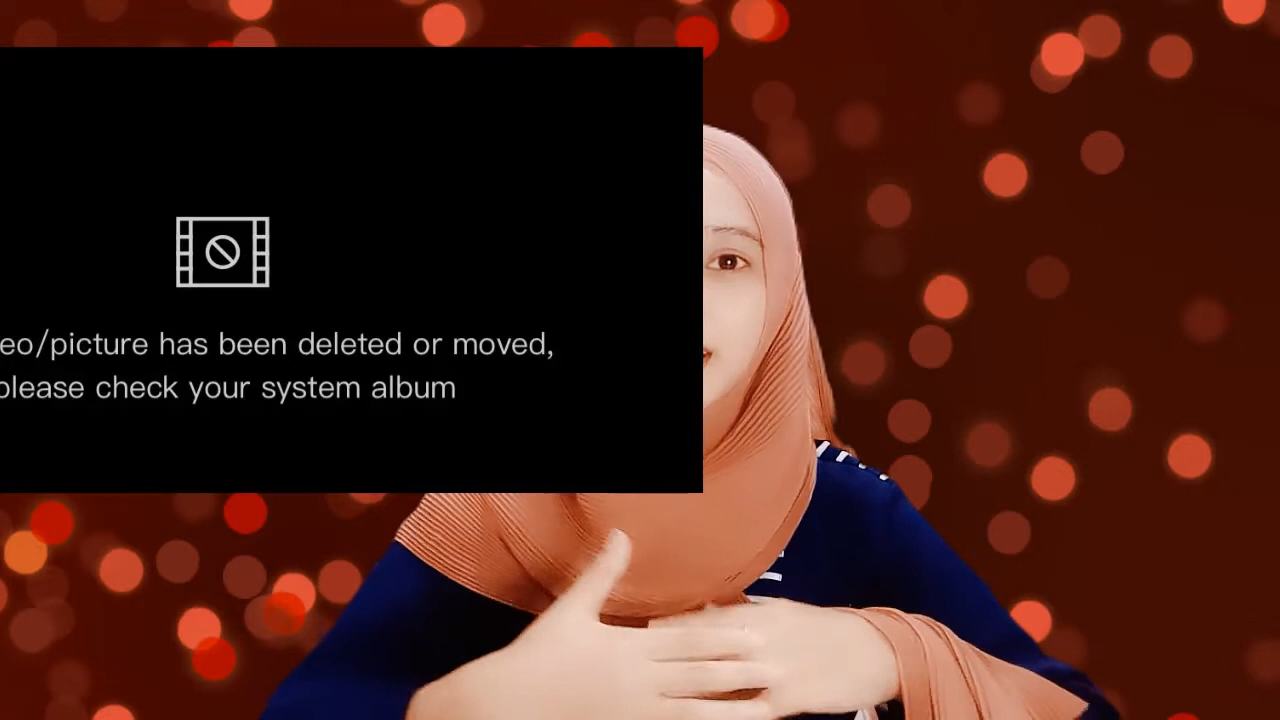 eo/picture has been deleted or moved,
please check your system album